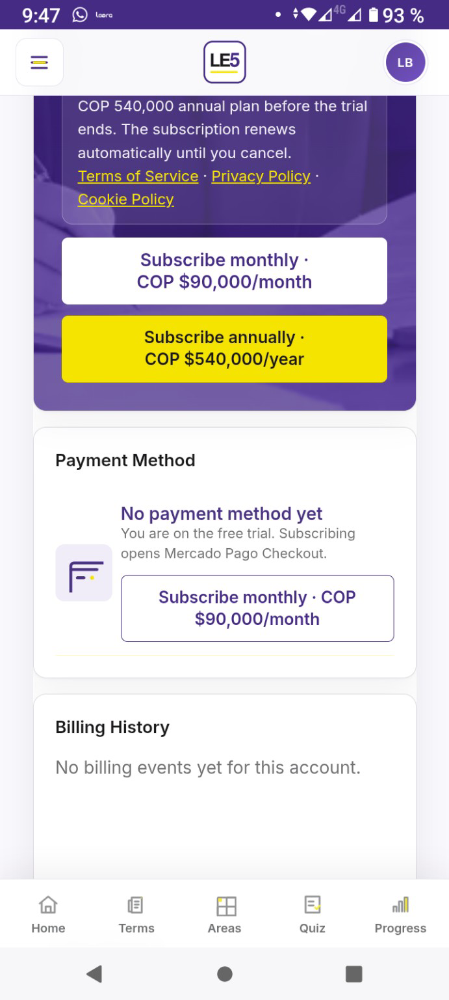 9:47
4G
93 %
LE5
LB
COP 540,000 annual plan before the trial
ends. The subscription renews
automatically until you cancel.
Terms of Service · Privacy Policy ·
Cookie Policy
Subscribe monthly ·
COP $90,000/month
Subscribe annually ·
COP $540,000/year
Payment Method
No payment method yet
You are on the free trial. Subscribing
opens Mercado Pago Checkout.
Subscribe monthly · COP
$90,000/month
Billing History
No billing events yet for this account.
Home
Terms
Areas
Quiz
Progress